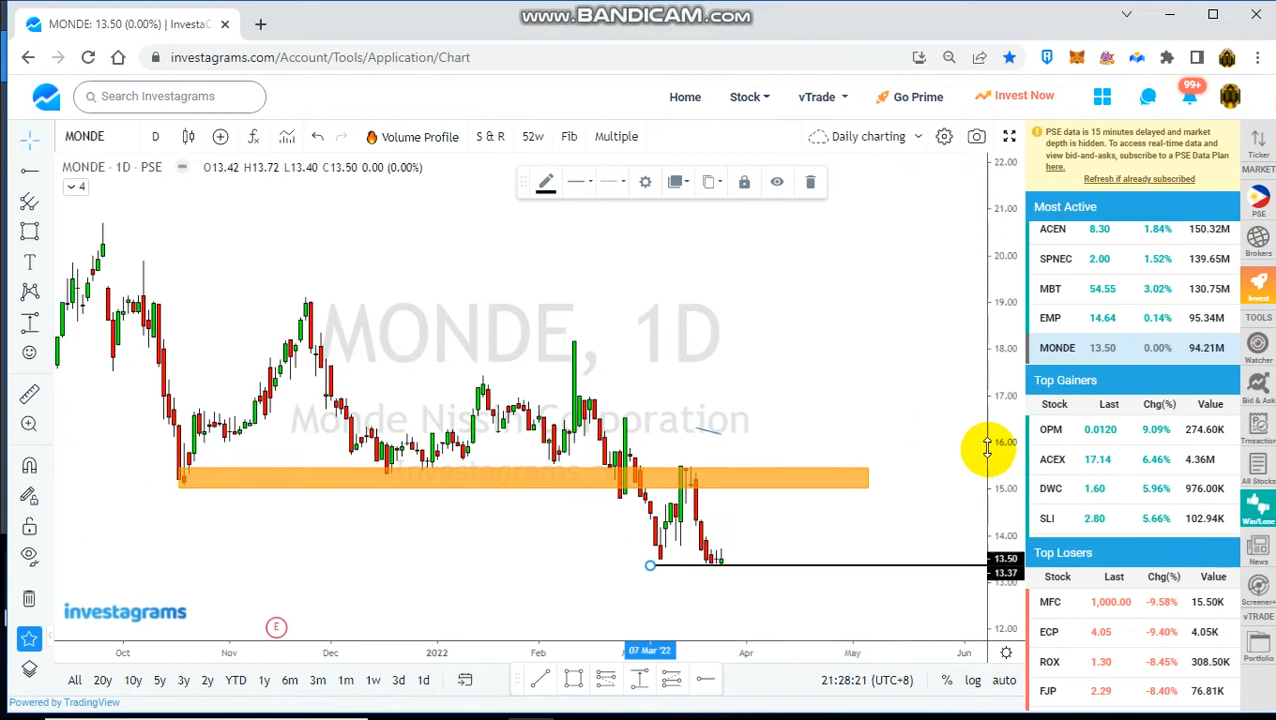 www.BANDICAM.com
MONDE: 13.50 (0.00%) | Investa
investagrams.com/Account/Tools/Application/Chart
Search Investagrams
Home
Stock
vTrade
Go Prime
Invest Now
99+
MONDE
D
Volume Profile
S & R
52w
Fib
Multiple
Daily charting
MONDE · 1D · PSE
O13.42 H13.72 L13.40 C13.50 0.00 (0.00%)
4
MONDE, 1D
Monde Nissin Corporation
Investagrams.com
investagrams
E
22.00
21.00
20.00
19.00
18.00
17.00
16.00
15.00
14.00
13.50
13.37
13.00
12.00
Oct
Nov
Dec
2022
Feb
07 Mar '22
Apr
May
Jun
All
20y
10y
5y
3y
2y
YTD
1y
6m
3m
1m
1w
3d
1d
21:28:21 (UTC+8)
%
log
auto
Powered by TradingView
PSE data is 15 minutes delayed and market
depth is hidden. To access real-time data and
view bid-and-asks, subscribe to a PSE Data Plan
here.
Refresh if already subscribed
Most Active
ACEN 8.30 1.84% 150.32M
SPNEC 2.00 1.52% 139.65M
MBT 54.55 3.02% 130.75M
EMP 14.64 0.14% 95.34M
MONDE 13.50 0.00% 94.21M
Top Gainers
Stock Last Chg(%) Value
OPM 0.0120 9.09% 274.60K
ACEX 17.14 6.46% 4.36M
DWC 1.60 5.96% 976.00K
SLI 2.80 5.66% 102.94K
Top Losers
Stock Last Chg(%) Value
MFC 1,000.00 -9.58% 15.50K
ECP 4.05 -9.40% 4.05K
ROX 1.30 -8.45% 308.50K
FJP 2.29 -8.40% 76.81K
Ticker
MARKET
PSE
Brokers
Invest
TOOLS
Watcher
Bid & Ask
Trnsaction
All Stocks
Win/Lose
News
Screener+
vTRADE
Portfolio